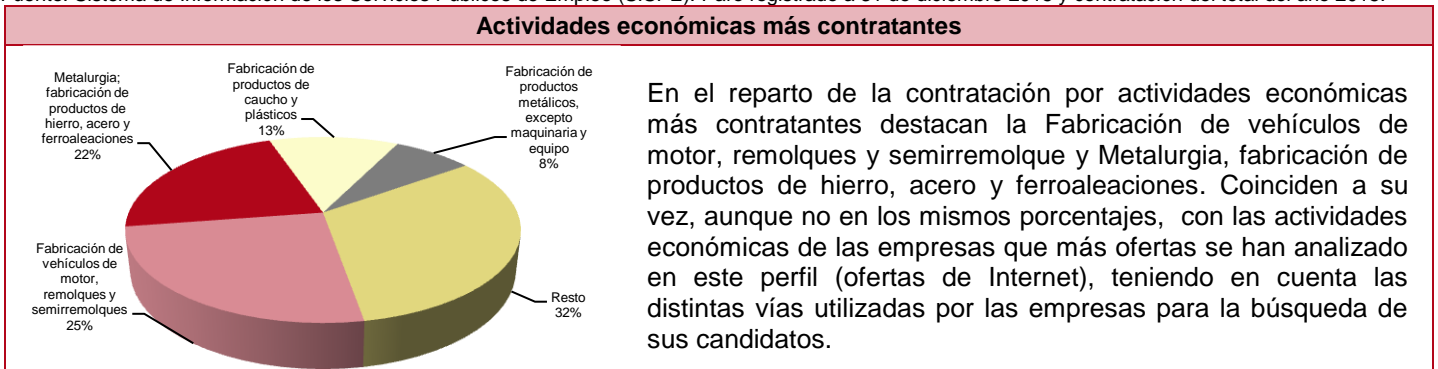 Actividades económicas más contratantes
Metalurgia;
fabricación de
productos de
hierro, acero y
ferroaleaciones
22%
Fabricación de
productos de
caucho y
plásticos
13%
Fabricación de
productos
metálicos,
excepto
maquinaria y
equipo
8%
Fabricación de
vehículos de
motor,
remolques y
semirremolques
25%
Resto
32%
En el reparto de la contratación por actividades económicas
más contratantes destacan la Fabricación de vehículos de
motor, remolques y semirremolque y Metalurgia, fabricación de
productos de hierro, acero y ferroaleaciones. Coinciden a su
vez, aunque no en los mismos porcentajes, con las actividades
económicas de las empresas que más ofertas se han analizado
en este perfil (ofertas de Internet), teniendo en cuenta las
distintas vías utilizadas por las empresas para la búsqueda de
sus candidatos.